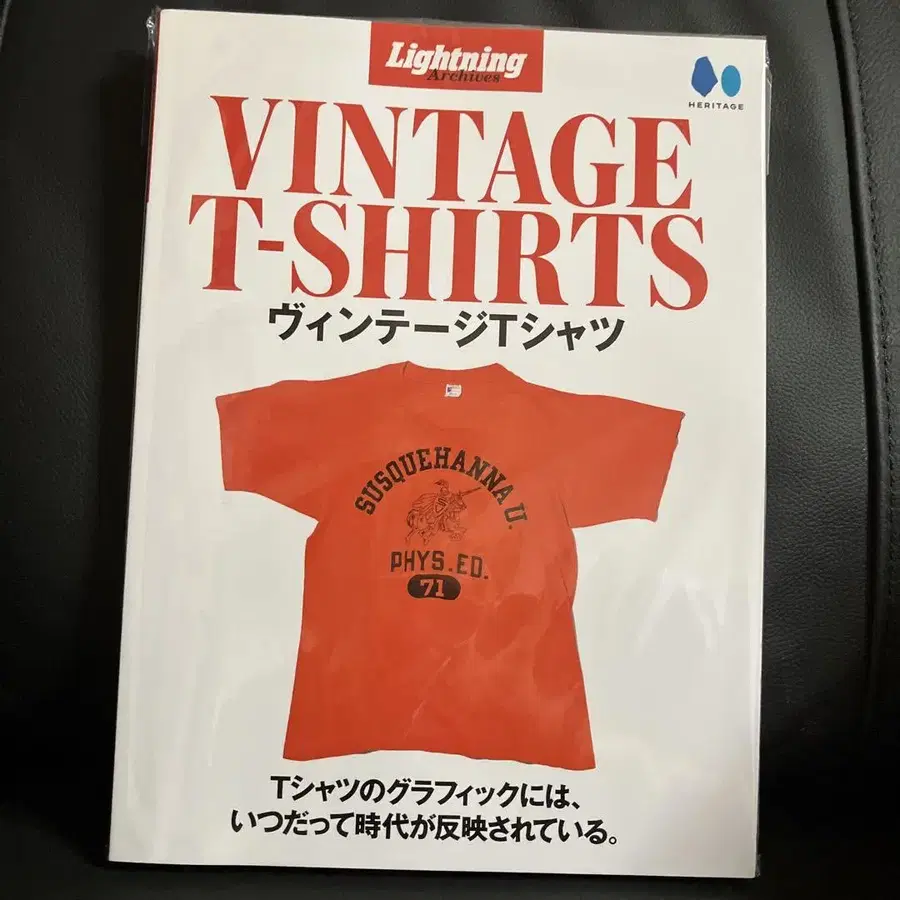 Lightning
Archives
HERITAGE
VINTAGE
T-SHIRTS
ヴィンテージTシャツ
SUSQUEHANNA U.
PHYS.ED.
71
Tシャツのグラフィックには、
いつだって時代が反映されている。